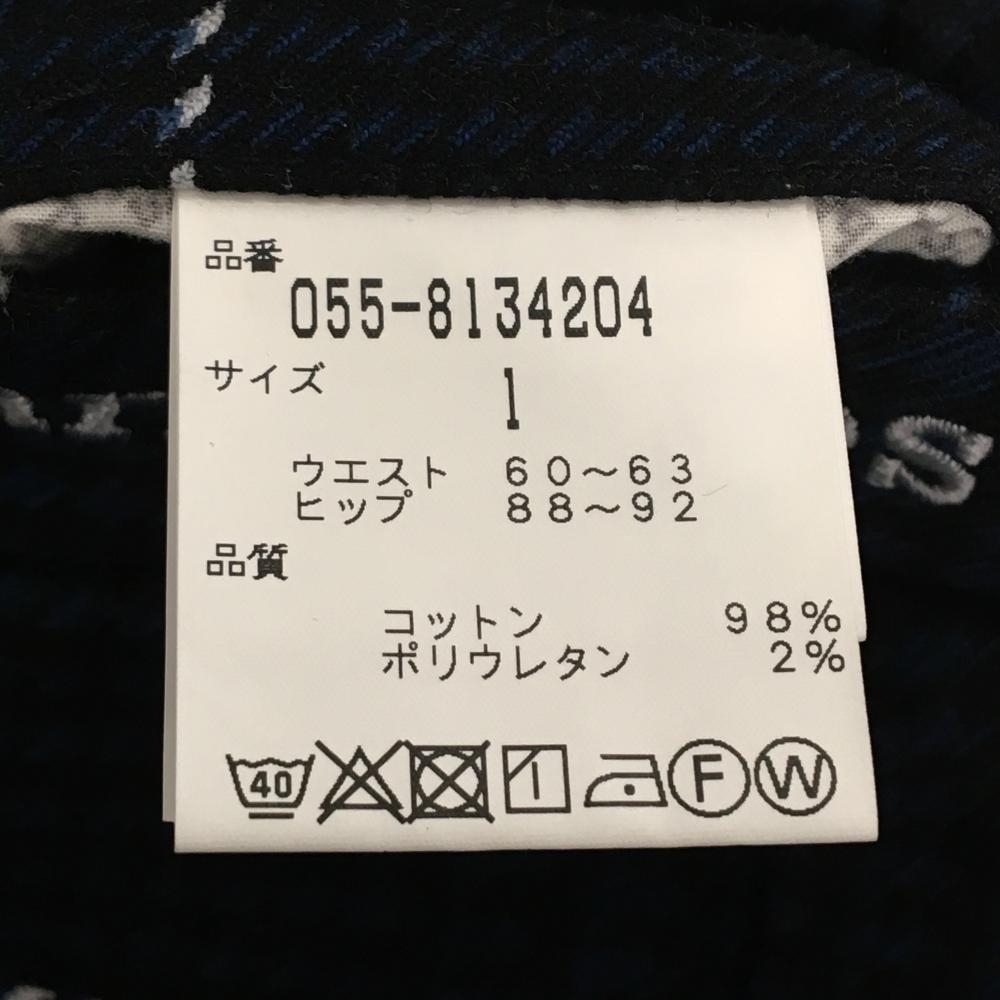 品番
055-8134204
サイズ 1
ウエスト 60〜63
ヒップ 88〜92
品質
コットン 98%
ポリウレタン 2%
40 F W
S